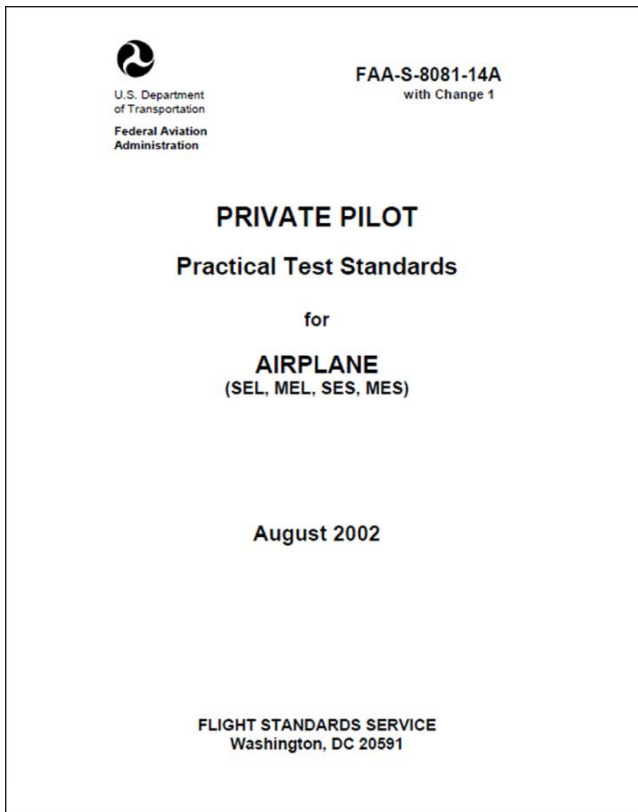 U.S. Department
of Transportation
Federal Aviation
Administration
FAA-S-8081-14A
with Change 1
PRIVATE PILOT
Practical Test Standards
for
AIRPLANE
(SEL, MEL, SES, MES)
August 2002
FLIGHT STANDARDS SERVICE
Washington, DC 20591